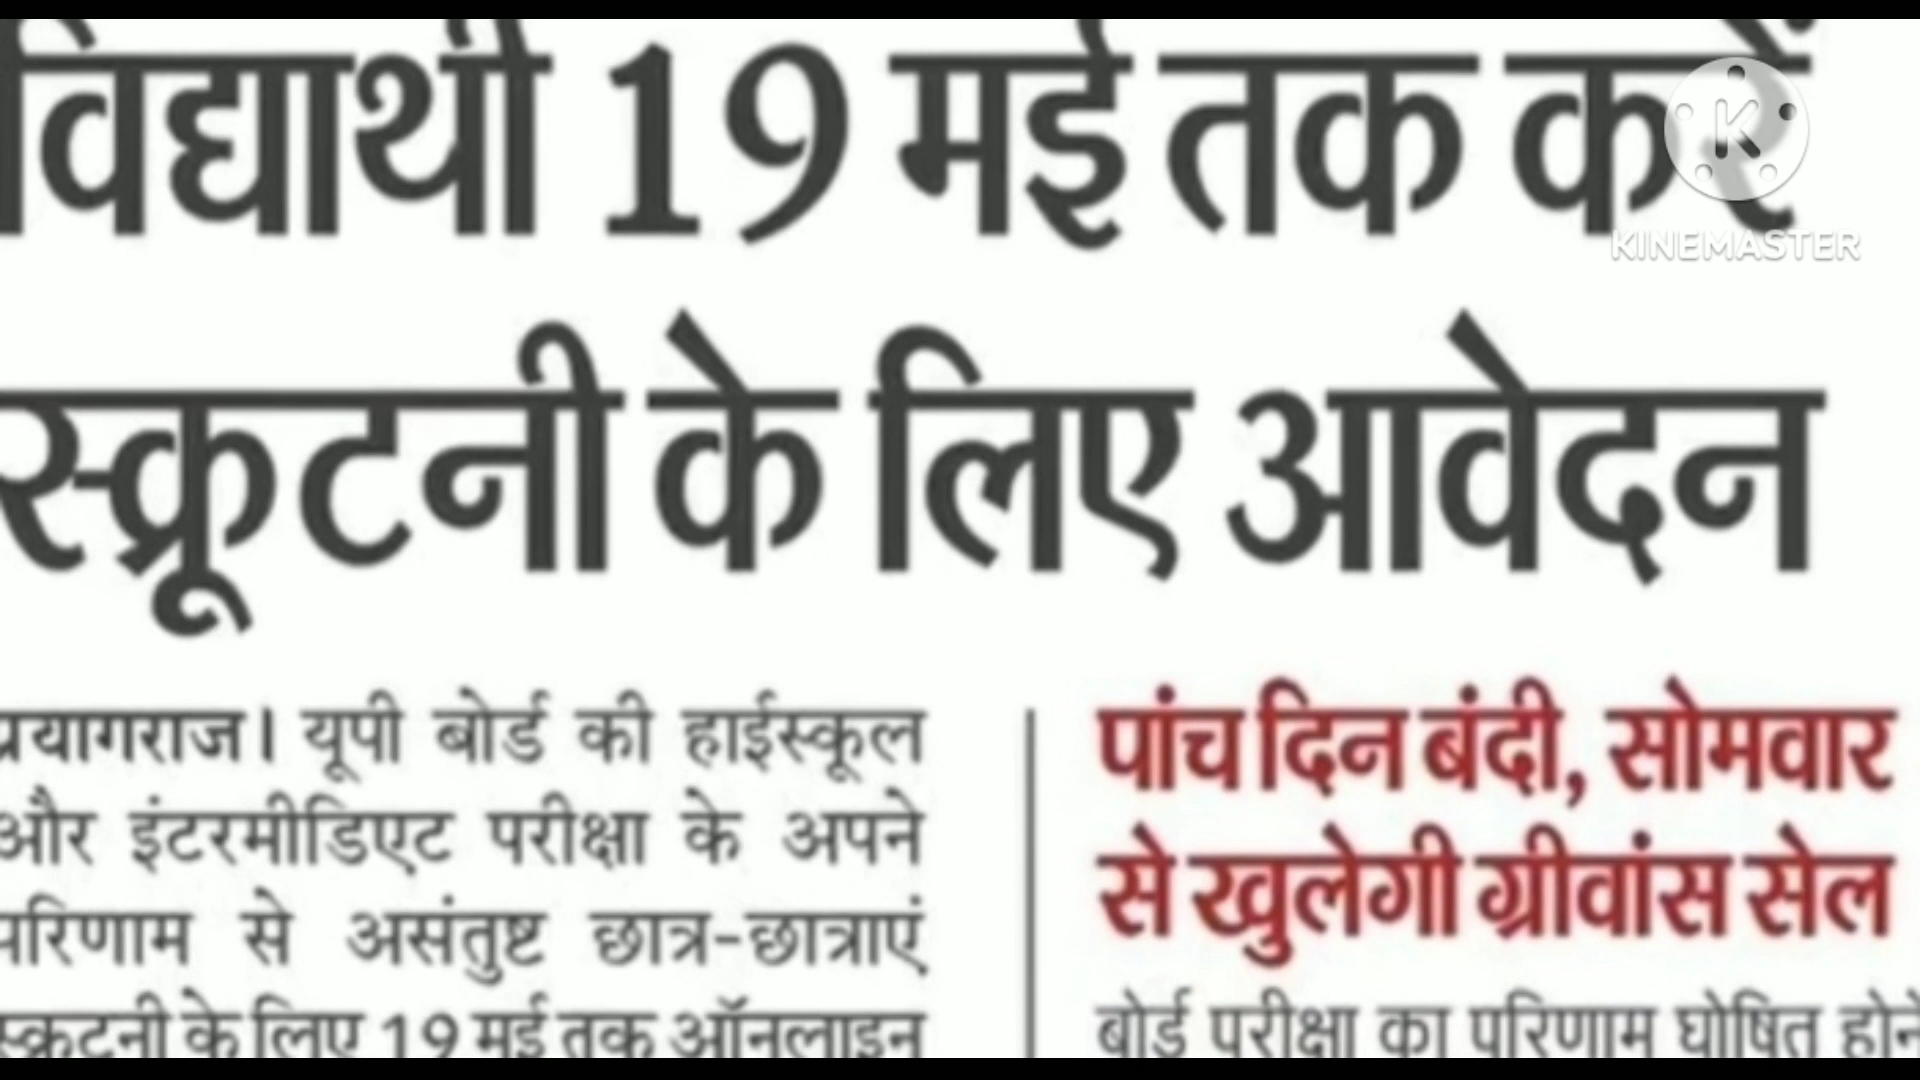 विद्यार्थी 19 मई तक करें
स्क्रूटनी के लिए आवेदन
प्रयागराज। यूपी बोर्ड की हाईस्कूल
और इंटरमीडिएट परीक्षा के अपने
परिणाम से असंतुष्ट छात्र-छात्राएं
स्क्रूटनी के लिए 19 मई तक ऑनलाइन
पांच दिन बंदी, सोमवार
से खुलेगी ग्रीवांस सेल
बोर्ड परीक्षा का परिणाम घोषित होने
KINEMASTER